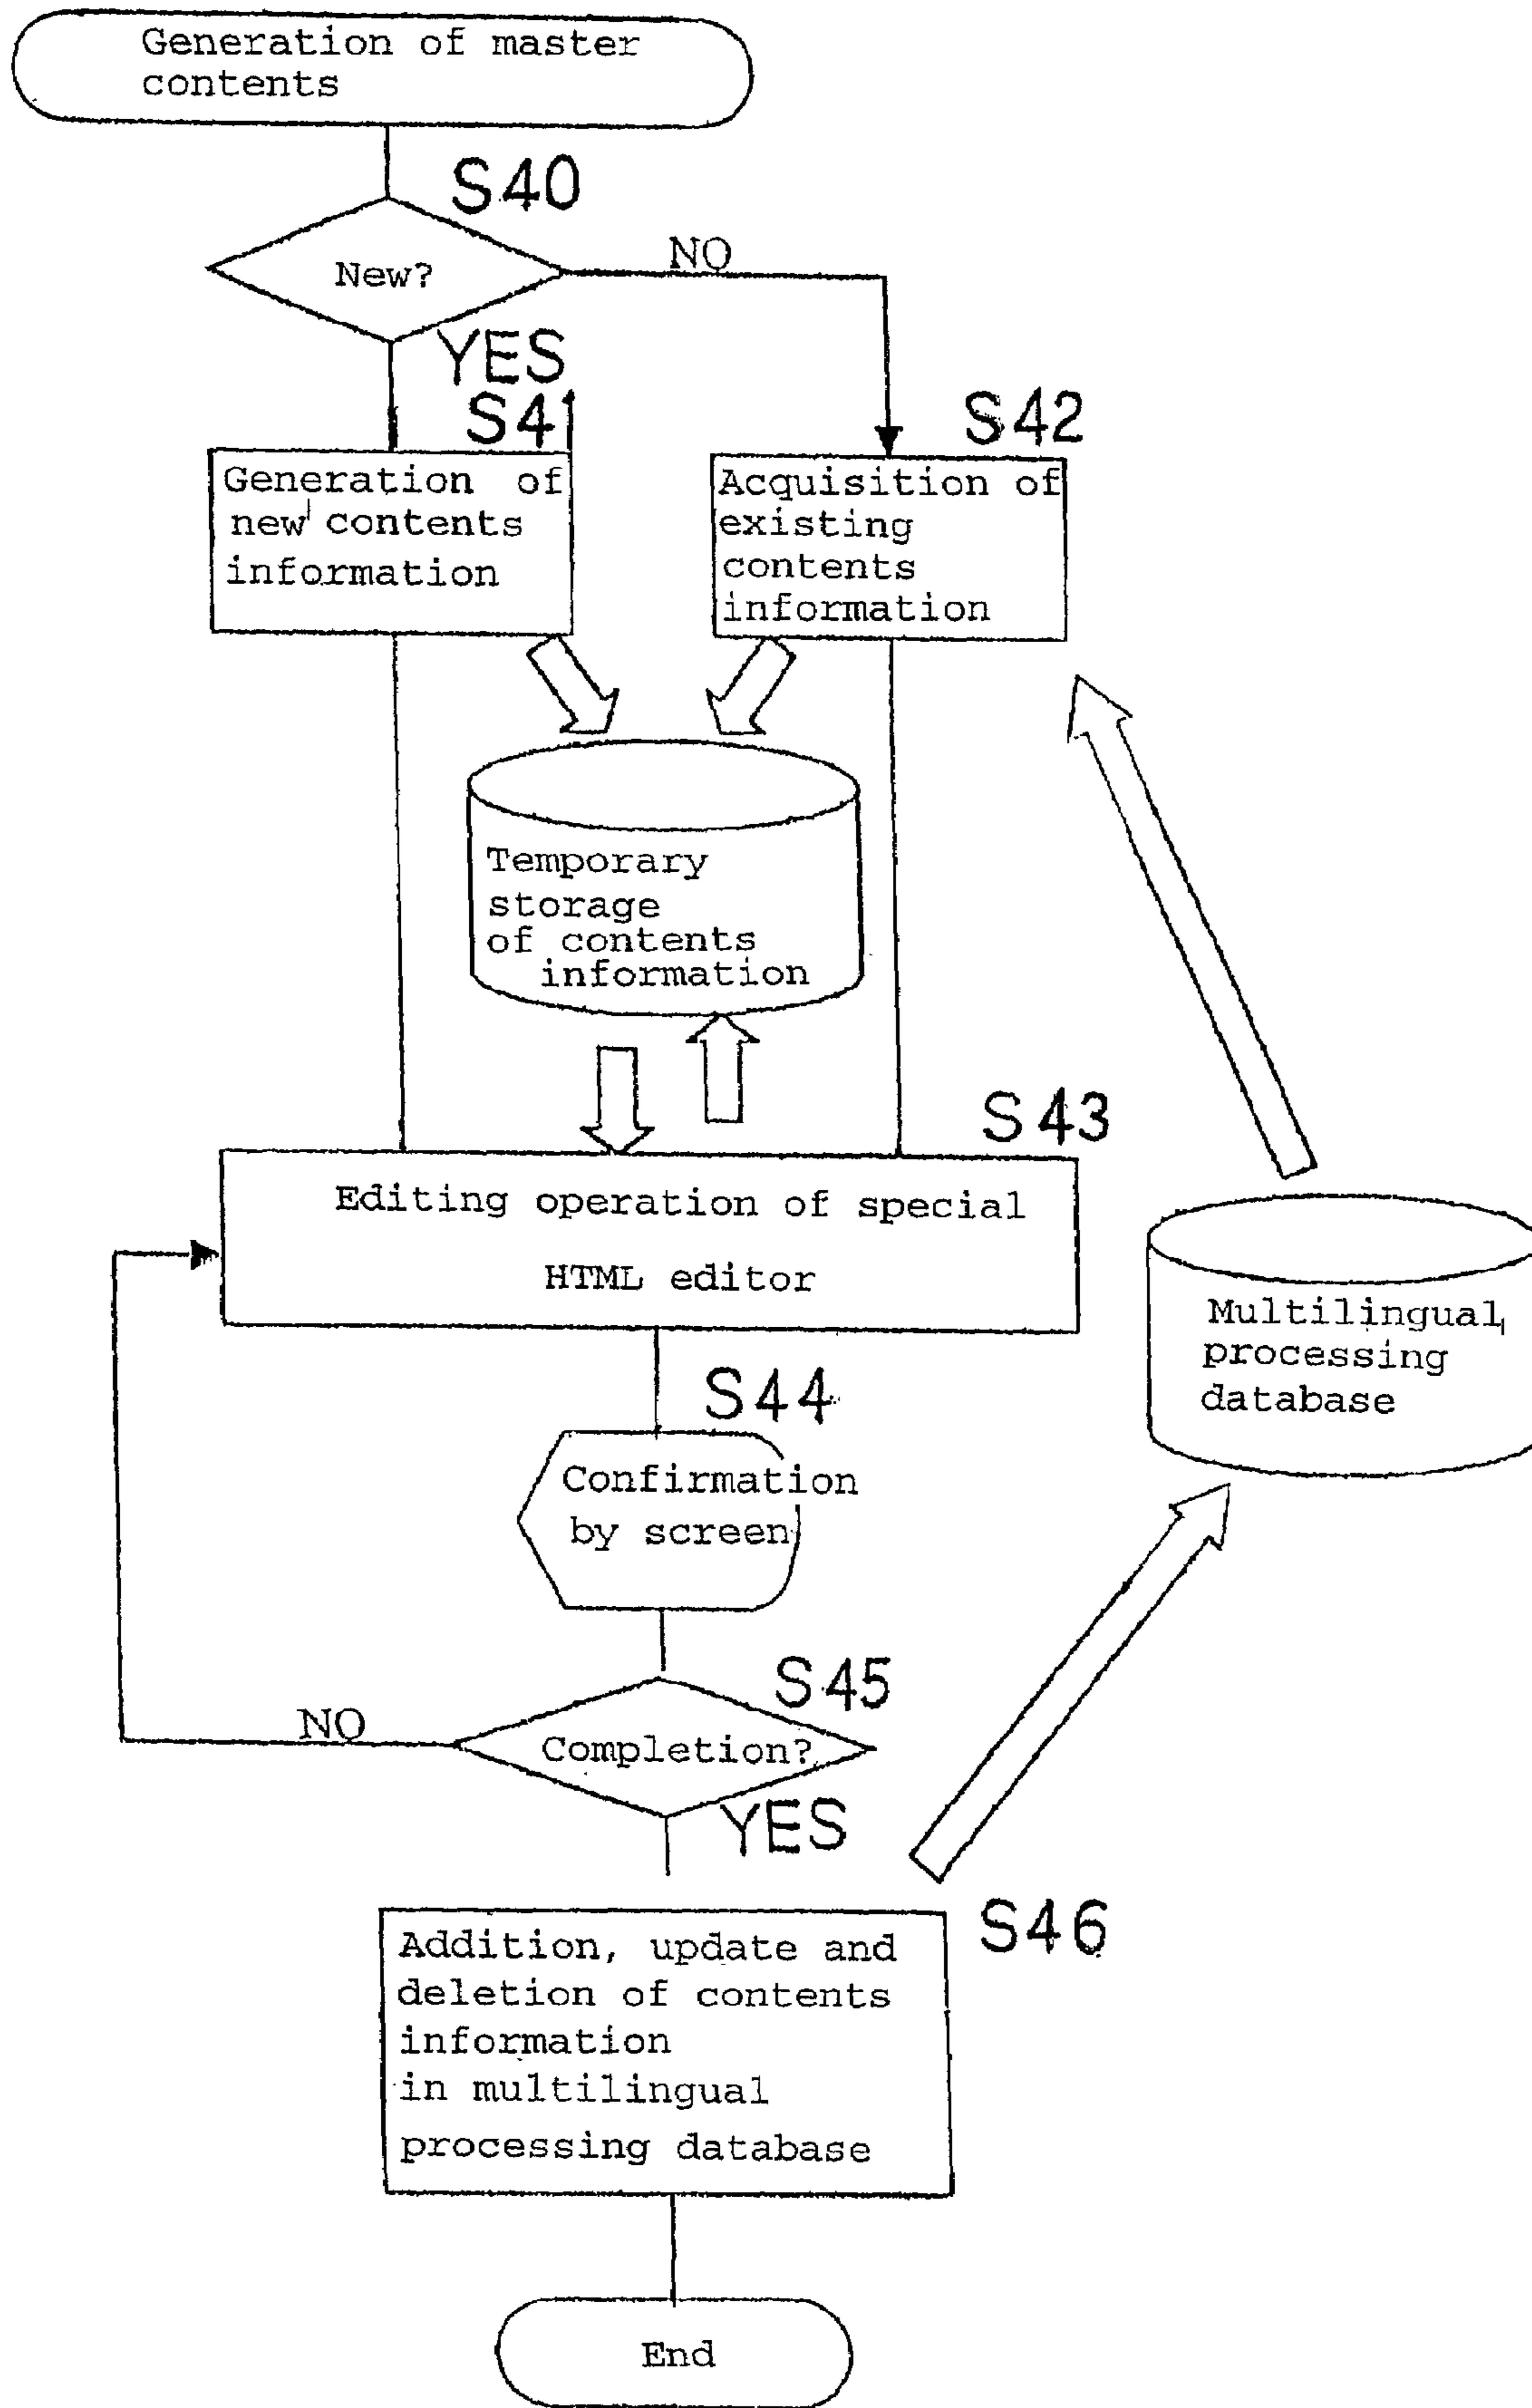 Generation of master
contents
S40
New?
NO
YES
S41
S42
Generation of
new contents
information
Acquisition of
existing
contents
information
Temporary
storage
of contents
information
S43
Editing operation of special
HTML editor
Multilingual
processing
database
S44
Confirmation
by screen
S45
NO
Completion?
YES
S46
Addition, update and
deletion of contents
information
in multilingual
processing database
End